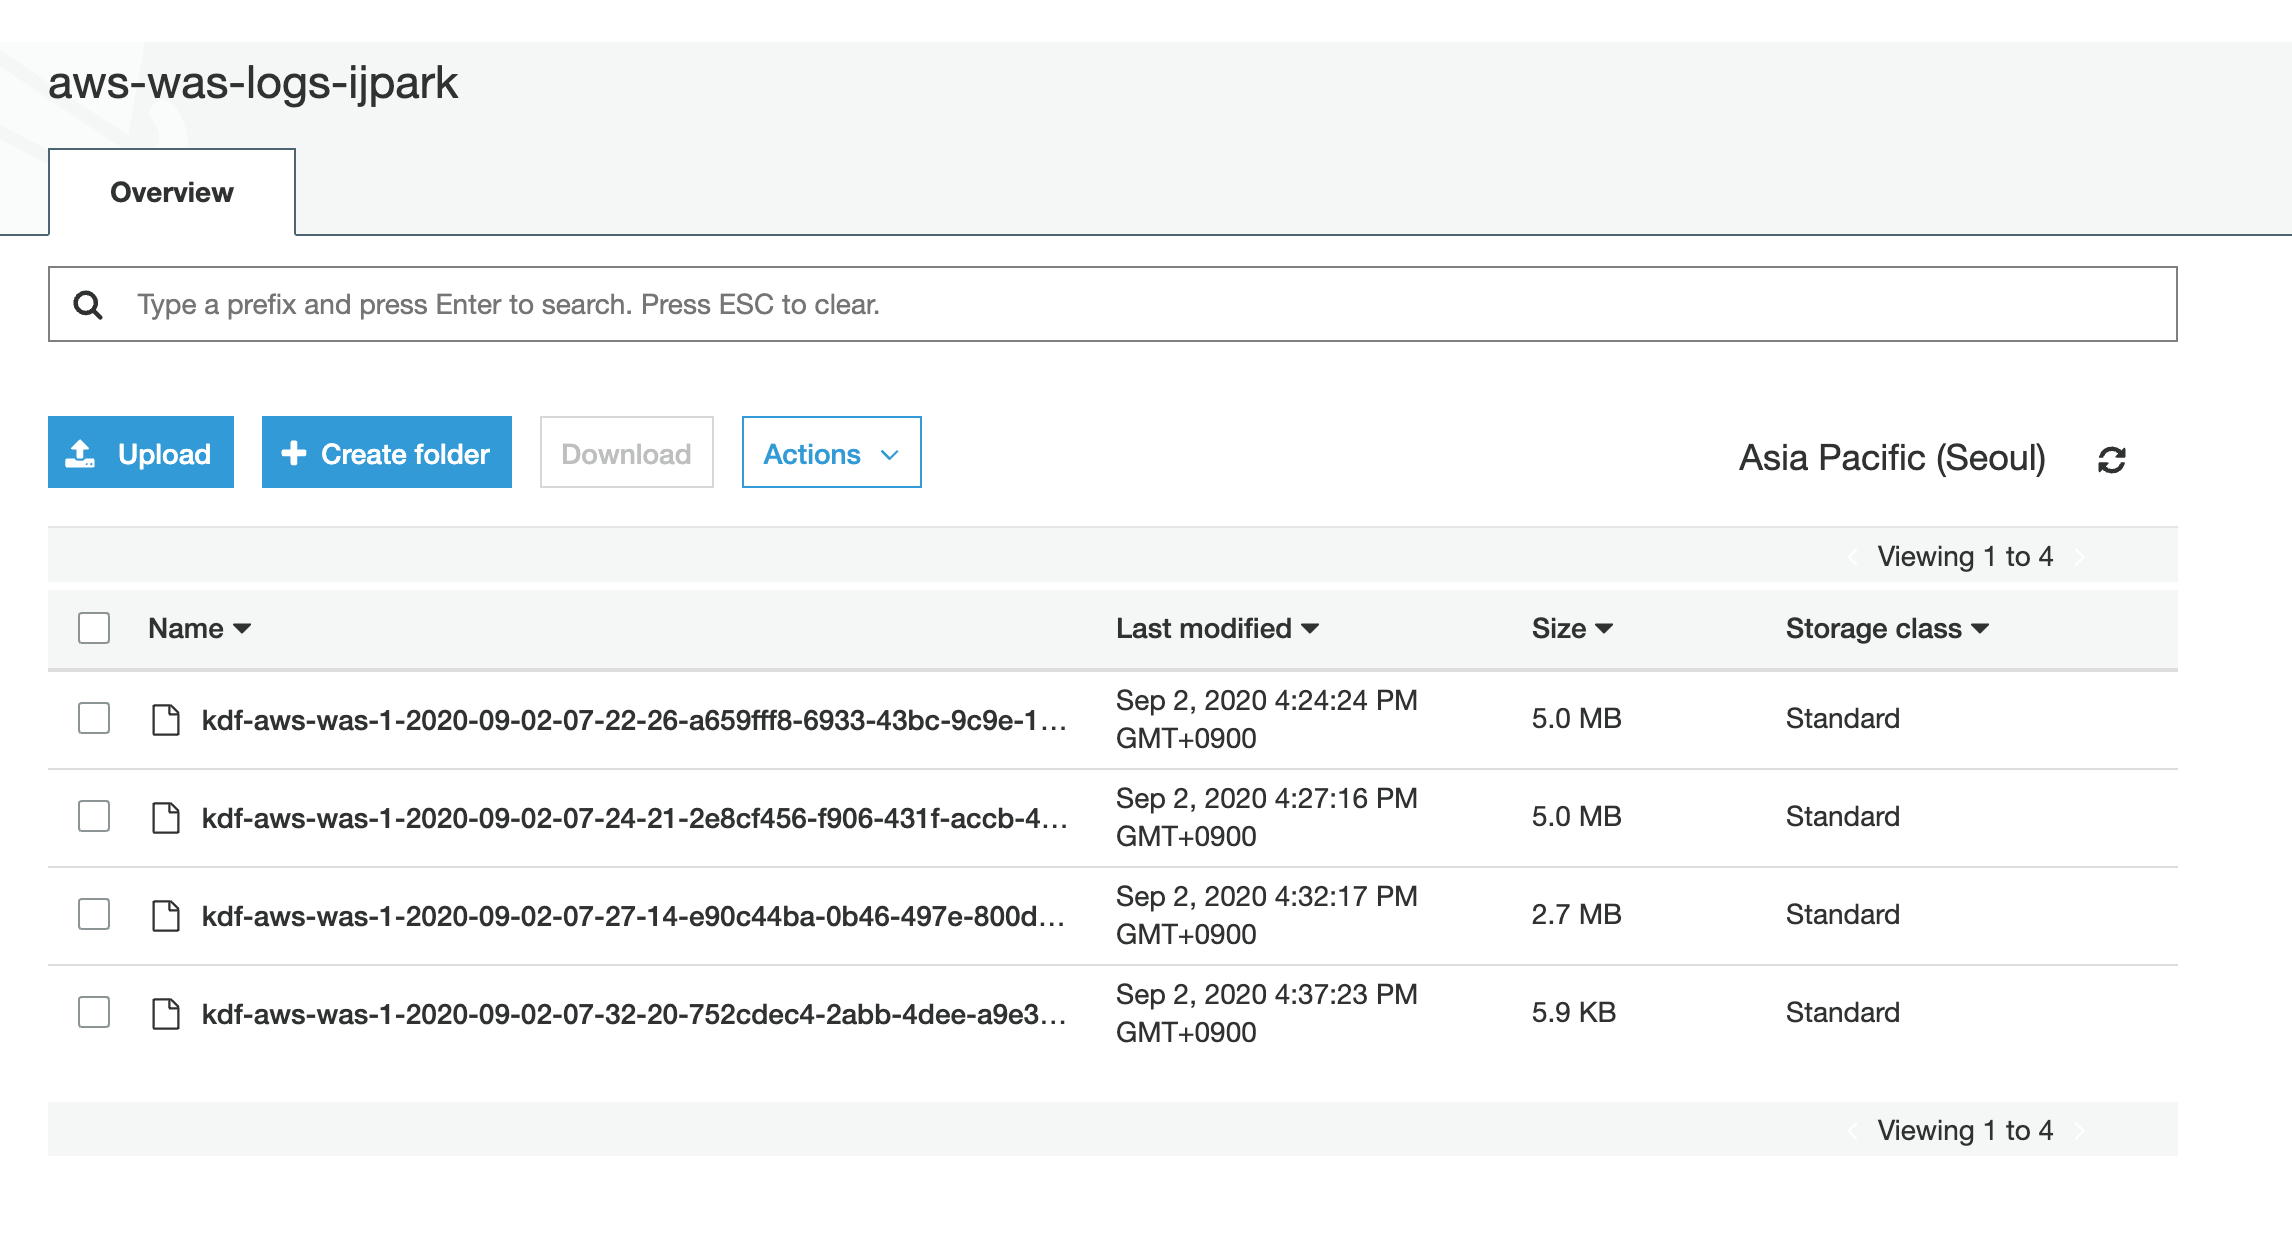 aws-was-logs-ijpark
Overview
Type a prefix and press Enter to search. Press ESC to clear.
Upload
Create folder
Download
Actions
Asia Pacific (Seoul)
Viewing 1 to 4
Name
Last modified
Size
Storage class
kdf-aws-was-1-2020-09-02-07-22-26-a659fff8-6933-43bc-9c9e-1...
Sep 2, 2020 4:24:24 PM
GMT+0900
5.0 MB
Standard
kdf-aws-was-1-2020-09-02-07-24-21-2e8cf456-f906-431f-accb-4...
Sep 2, 2020 4:27:16 PM
GMT+0900
5.0 MB
Standard
kdf-aws-was-1-2020-09-02-07-27-14-e90c44ba-0b46-497e-800d...
Sep 2, 2020 4:32:17 PM
GMT+0900
2.7 MB
Standard
kdf-aws-was-1-2020-09-02-07-32-20-752cdec4-2abb-4dee-a9e3...
Sep 2, 2020 4:37:23 PM
GMT+0900
5.9 KB
Standard
Viewing 1 to 4